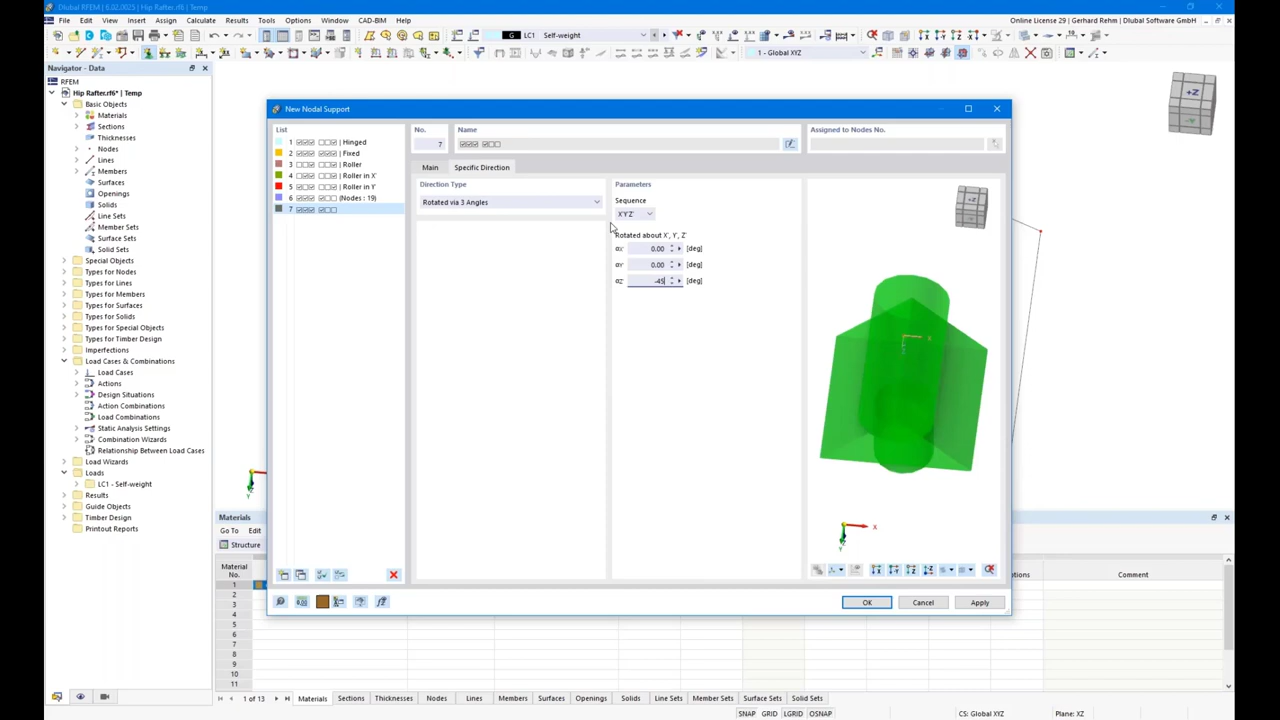 Dlubal RFEM | 6.02.0025 | Hip Rafter.rf6* | Temp
File Edit View Insert Assign Calculate Results Tools Options Window CAD-BIM Help
Online License 29 | Gerhard Rehm | Dlubal Software GmbH
G LC1 Self-weight
1 - Global XYZ
Navigator - Data
RFEM
Hip Rafter.rf6* | Temp
Basic Objects
Materials
Sections
Thicknesses
Nodes
Lines
Members
Surfaces
Openings
Solids
Line Sets
Member Sets
Surface Sets
Solid Sets
Special Objects
Types for Nodes
Types for Lines
Types for Members
Types for Surfaces
Types for Solids
Types for Special Objects
Types for Timber Design
Imperfections
Load Cases & Combinations
Load Cases
Actions
Design Situations
Action Combinations
Load Combinations
Static Analysis Settings
Combination Wizards
Relationship Between Load Cases
Load Wizards
Loads
LC1 - Self-weight
Results
Guide Objects
Timber Design
Printout Reports
New Nodal Support
List
1 | Hinged
2 | Fixed
3 | Roller
4 | Roller in X'
5 | Roller in Y'
6 (Nodes : 19)
7
No.
7
Name
Assigned to Nodes No.
Main Specific Direction
Direction Type
Rotated via 3 Angles
Parameters
Sequence
X'Y'Z'
Rotated about X', Y', Z'
αX' 0.00 [deg]
αY' 0.00 [deg]
αZ' -45 [deg]
+Z
+Z
X
Y
Y
OK Cancel Apply
Materials
Go To Edit
Structure
Material
No.
Options
Comment
1
2
3
4
5
6
7
8
9
10
11
1 of 13 Materials Sections Thicknesses Nodes Lines Members Surfaces Openings Solids Line Sets Member Sets Surface Sets Solid Sets
SNAP GRID LGRID OSNAP CS: Global XYZ Plane: XZ